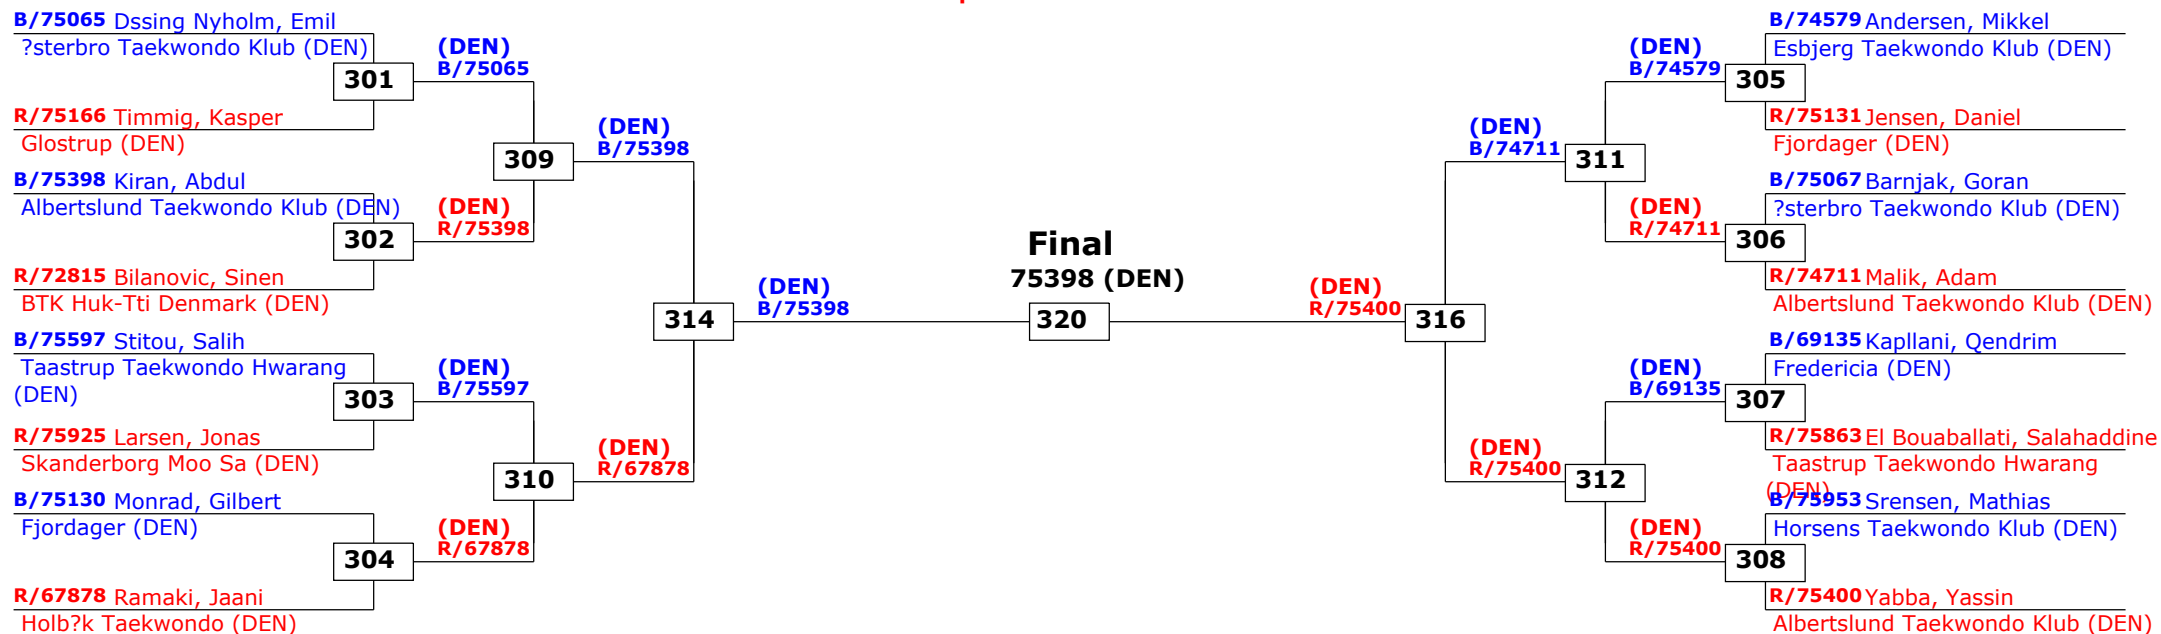 B/75065 Dssing Nyholm, Emil
?sterbro Taekwondo Klub (DEN)
301
R/75166 Timmig, Kasper
Glostrup (DEN)
B/75398 Kiran, Abdul
Albertslund Taekwondo Klub (DEN)
302
R/72815 Bilanovic, Sinen
BTK Huk-Tti Denmark (DEN)
B/75597 Stitou, Salih
Taastrup Taekwondo Hwarang
(DEN)
303
R/75925 Larsen, Jonas
Skanderborg Moo Sa (DEN)
B/75130 Monrad, Gilbert
Fjordager (DEN)
304
R/67878 Ramaki, Jaani
Holb?k Taekwondo (DEN)
(DEN)
B/75065
309
(DEN)
R/75398
(DEN)
B/75597
310
(DEN)
R/67878
(DEN)
B/75398
314
(DEN)
R/67878
(DEN)
B/75398
Final
75398 (DEN)
320
(DEN)
R/75400
316
(DEN)
B/74711
(DEN)
R/75400
311
312
(DEN)
B/74579
(DEN)
R/74711
(DEN)
B/69135
(DEN)
R/75400
B/74579 Andersen, Mikkel
Esbjerg Taekwondo Klub (DEN)
305
R/75131 Jensen, Daniel
Fjordager (DEN)
B/75067 Barnjak, Goran
?sterbro Taekwondo Klub (DEN)
306
R/74711 Malik, Adam
Albertslund Taekwondo Klub (DEN)
B/69135 Kapllani, Qendrim
Fredericia (DEN)
307
R/75863 El Bouaballati, Salahaddine
Taastrup Taekwondo Hwarang
(DEN)
B/75953 Srensen, Mathias
Horsens Taekwondo Klub (DEN)
308
R/75400 Yabba, Yassin
Albertslund Taekwondo Klub (DEN)